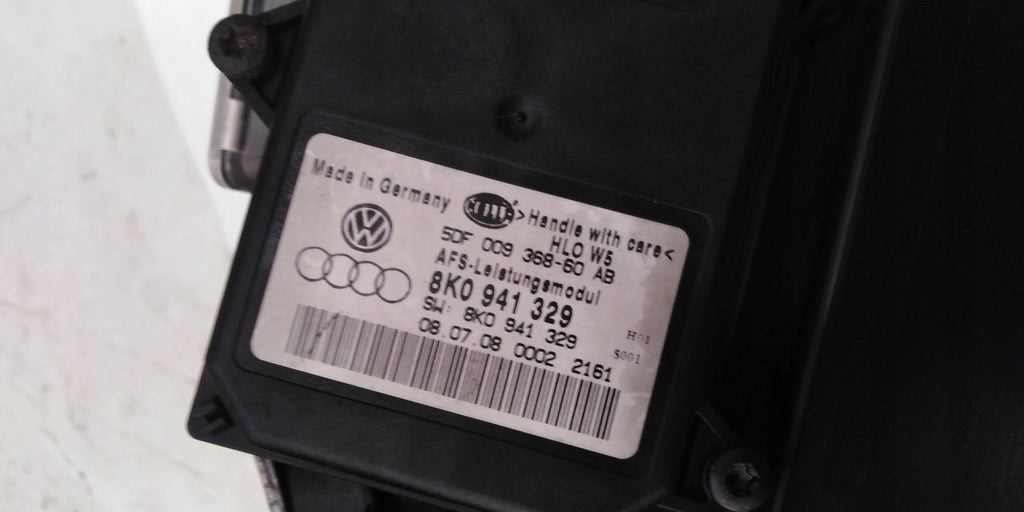 Made in Germany HELLA >Handle with care<
HLO W5
5DF 009 368-60 AB
AFS-Leistungsmodul
8K0 941 329
SW: 8K0 941 329 H01
08.07.08 0002 2161 S001